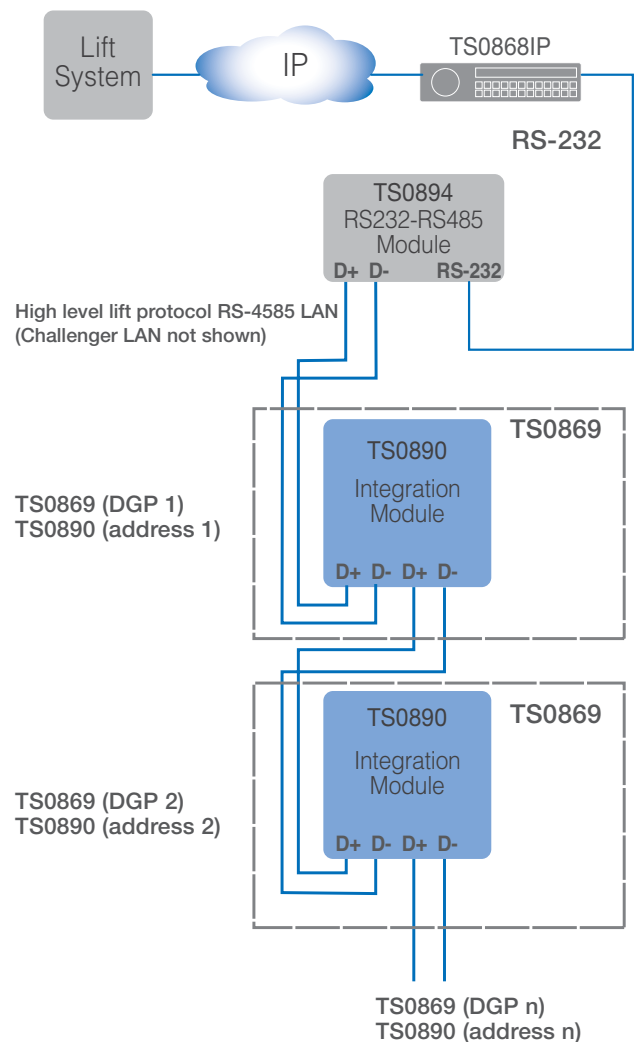 Lift
System
IP
TS0868IP
RS-232
TS0894
RS232-RS485
Module
D+ D- RS-232
High level lift protocol RS-4585 LAN
(Challenger LAN not shown)
TS0869
TS0890
Integration
Module
D+ D- D+ D-
TS0869 (DGP 1)
TS0890 (address 1)
TS0869
TS0890
Integration
Module
D+ D- D+ D-
TS0869 (DGP 2)
TS0890 (address 2)
TS0869 (DGP n)
TS0890 (address n)